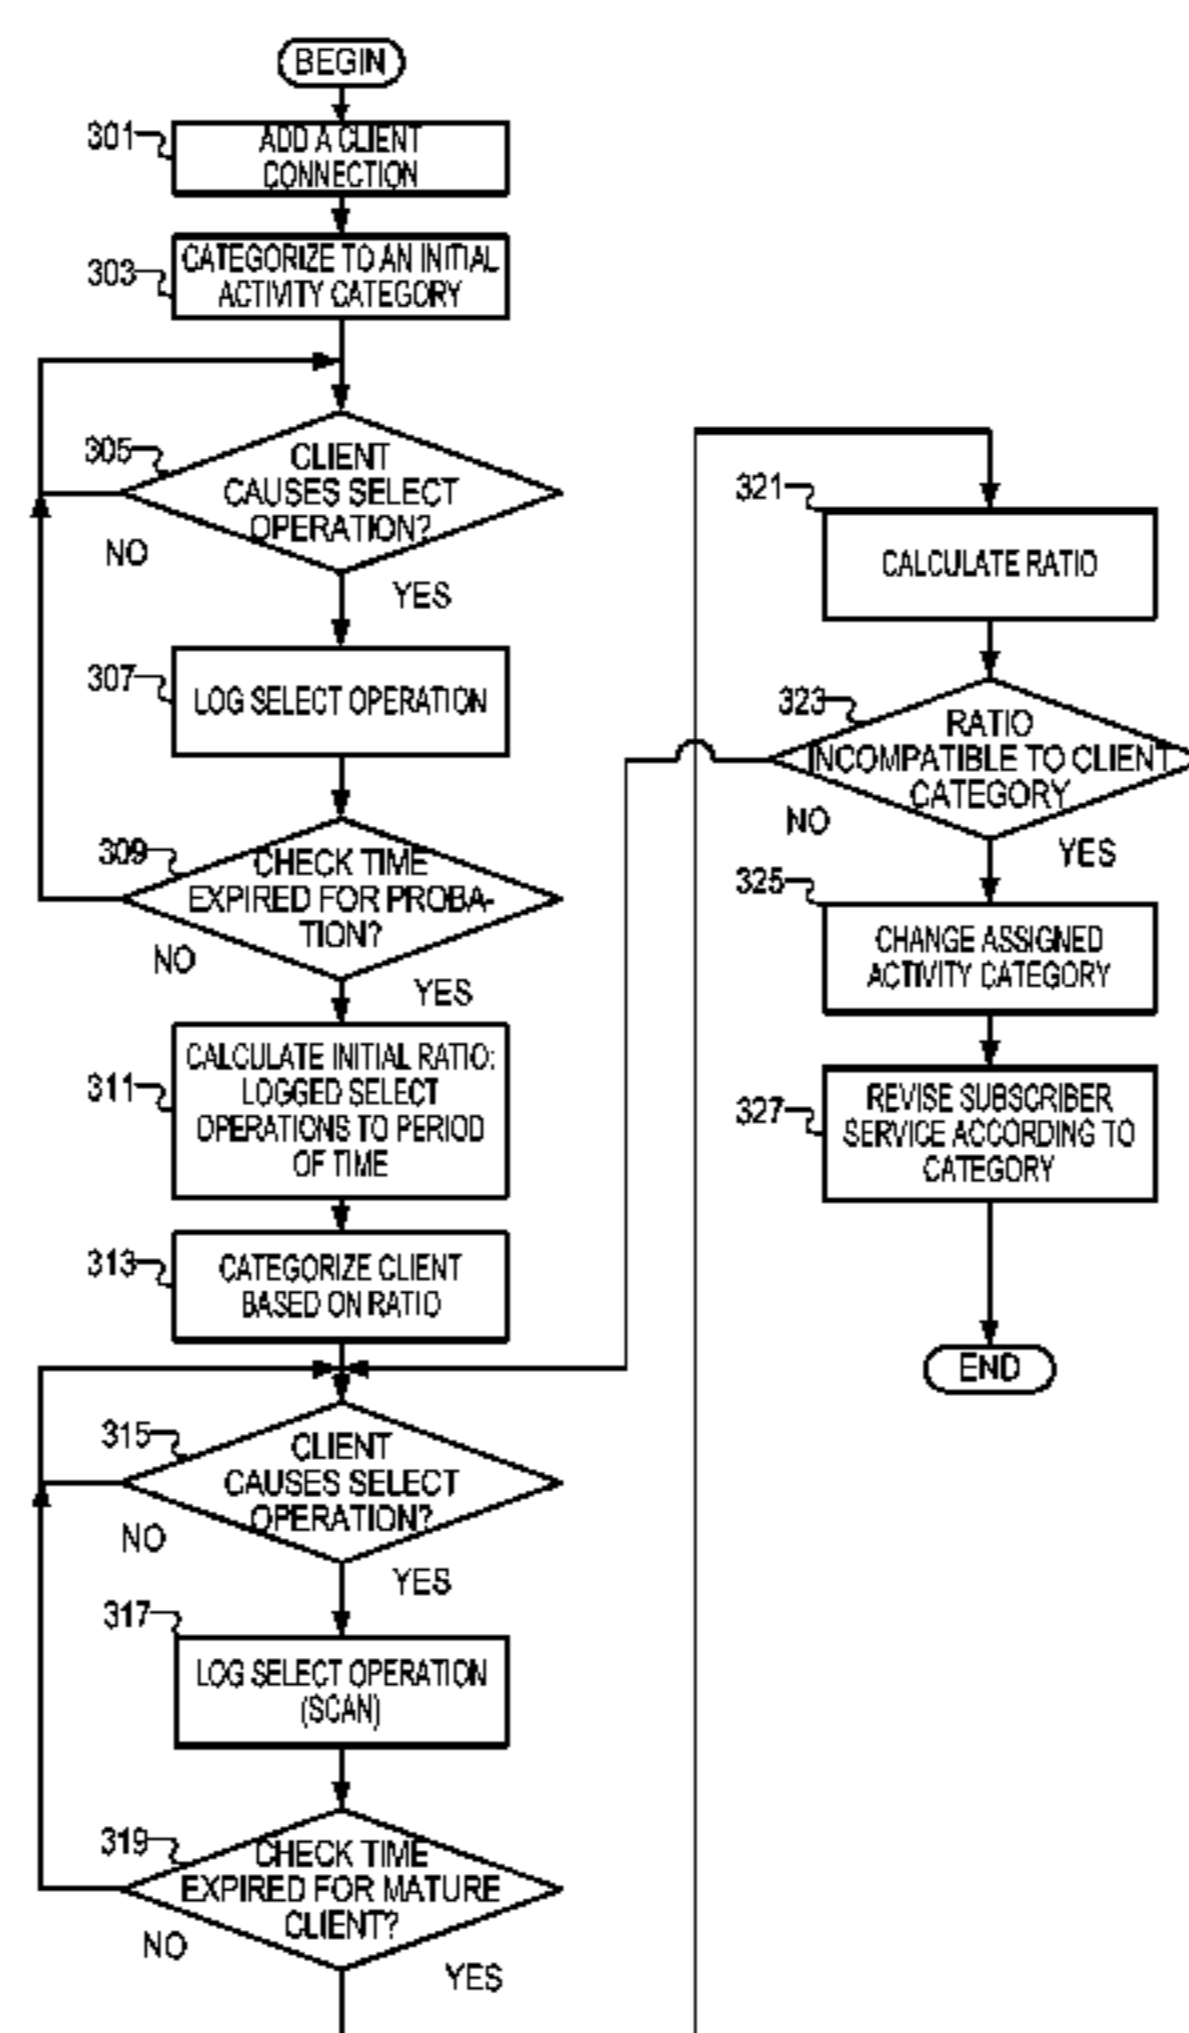 BEGIN
301
ADD A CLIENT
CONNECTION
303
CATEGORIZE TO AN INITIAL
ACTIVITY CATEGORY
305
CLIENT
CAUSES SELECT
OPERATION?
NO
YES
307
LOG SELECT OPERATION
309
CHECK TIME
EXPIRED FOR PROBA-
TION?
NO
YES
311
CALCULATE INITIAL RATIO:
LOGGED SELECT
OPERATIONS TO PERIOD
OF TIME
313
CATEGORIZE CLIENT
BASED ON RATIO
315
CLIENT
CAUSES SELECT
OPERATION?
NO
YES
317
LOG SELECT OPERATION
(SCAN)
319
CHECK TIME
EXPIRED FOR MATURE
CLIENT?
NO
YES
321
CALCULATE RATIO
323
RATIO
INCOMPATIBLE TO CLIENT
CATEGORY
NO
YES
325
CHANGE ASSIGNED
ACTIVITY CATEGORY
327
REVISE SUBSCRIBER
SERVICE ACCORDING TO
CATEGORY
END